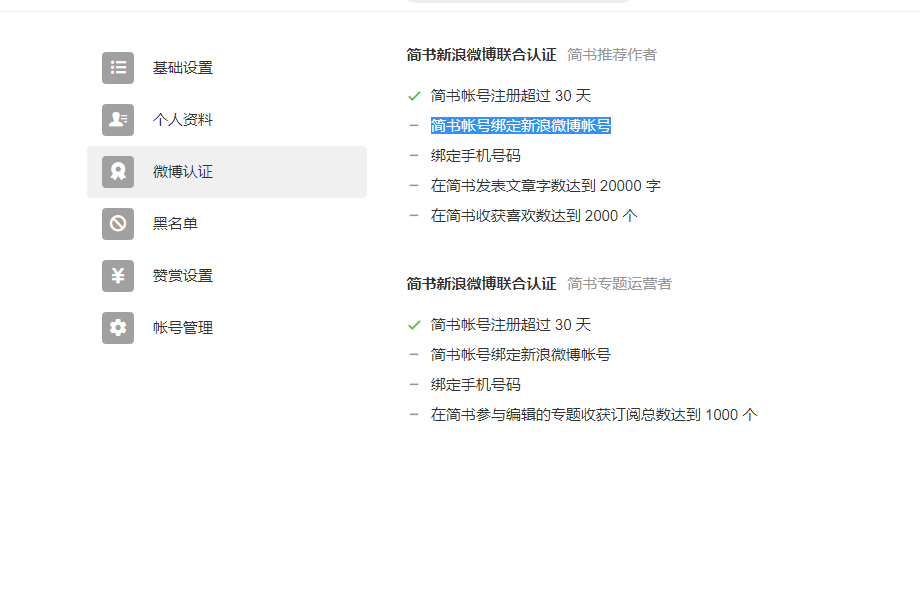 基础设置
个人资料
微博认证
黑名单
赞赏设置
帐号管理
简书新浪微博联合认证 简书推荐作者
简书帐号注册超过 30 天
简书帐号绑定新浪微博帐号
绑定手机号码
在简书发表文章字数达到 20000 字
在简书收获喜欢数达到 2000 个
简书新浪微博联合认证 简书专题运营者
简书帐号注册超过 30 天
简书帐号绑定新浪微博帐号
绑定手机号码
在简书参与编辑的专题收获订阅总数达到 1000 个